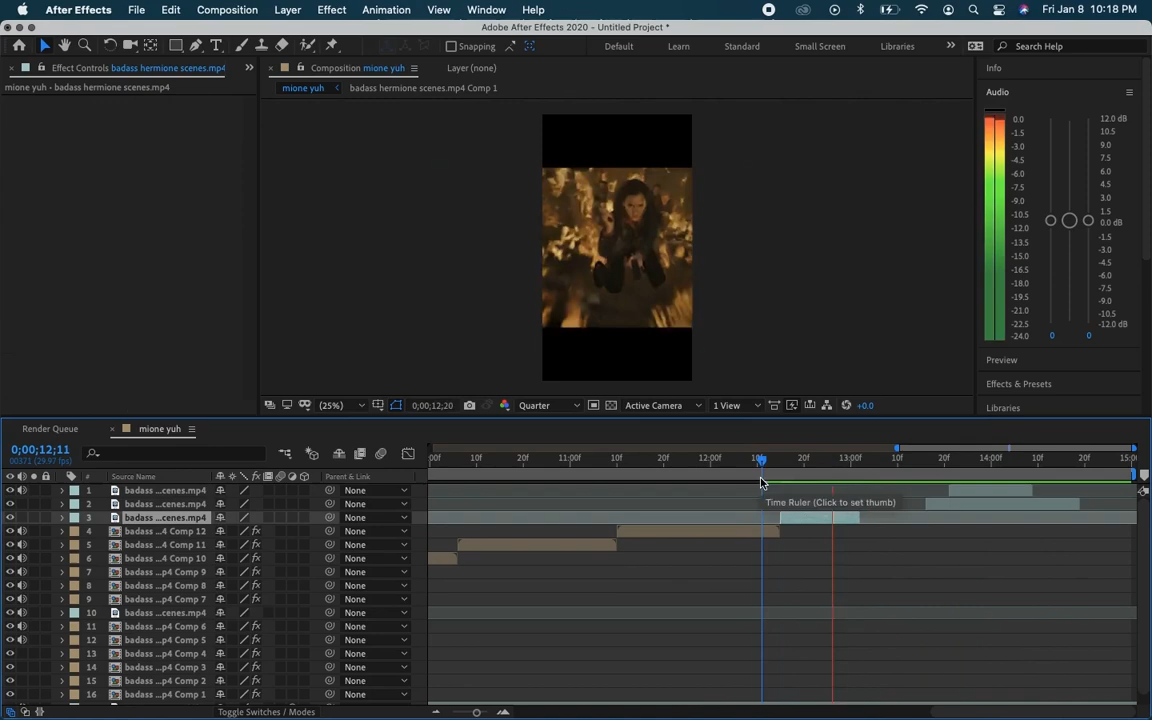 After Effects File Edit Composition Layer Effect Animation View Window Help Fri Jan 8 10:18 PM
Adobe After Effects 2020 - Untitled Project *
Snapping Default Learn Standard Small Screen Libraries Search Help
Effect Controls badass hermione scenes.mp4
mione yuh • badass hermione scenes.mp4
Composition mione yuh Layer (none)
mione yuh badass hermione scenes.mp4 Comp 1
Info
Audio
0.0
-1.5
-3.0
-4.5
-6.0
-7.5
-9.0
-10.5
-12.0
-13.5
-15.0
-16.5
-18.0
-19.5
-21.0
-22.5
-24.0
12.0 dB
10.5
9.0
7.5
6.0
4.5
3.0
1.5
0.0 dB
-1.5
-3.0
-4.5
-6.0
-7.5
-9.0
-10.5
-12.0 dB
0 0
Preview
Effects & Presets
Libraries
(25%) 0;00;12;20 Quarter Active Camera 1 View +0.0
Render Queue mione yuh
0;00;12;11
00371 (29.97 fps)
:00f 10f 20f 11:00f 10f 20f 12:00f 10f 20f 13:00f 10f 20f 14:00f 10f 20f 15:0
# Source Name Parent & Link
1 badass ...cenes.mp4 None
2 badass ...cenes.mp4 None
Time Ruler (Click to set thumb)
3 badass ...cenes.mp4 None
4 badass ...4 Comp 12 None
5 badass ...4 Comp 11 None
6 badass ...4 Comp 10 None
7 badass ...p4 Comp 9 None
8 badass ...p4 Comp 8 None
9 badass ...p4 Comp 7 None
10 badass ...cenes.mp4 None
11 badass ...p4 Comp 6 None
12 badass ...p4 Comp 5 None
13 badass ...p4 Comp 4 None
14 badass ...p4 Comp 3 None
15 badass ...p4 Comp 2 None
16 badass ...p4 Comp 1 None
Toggle Switches / Modes